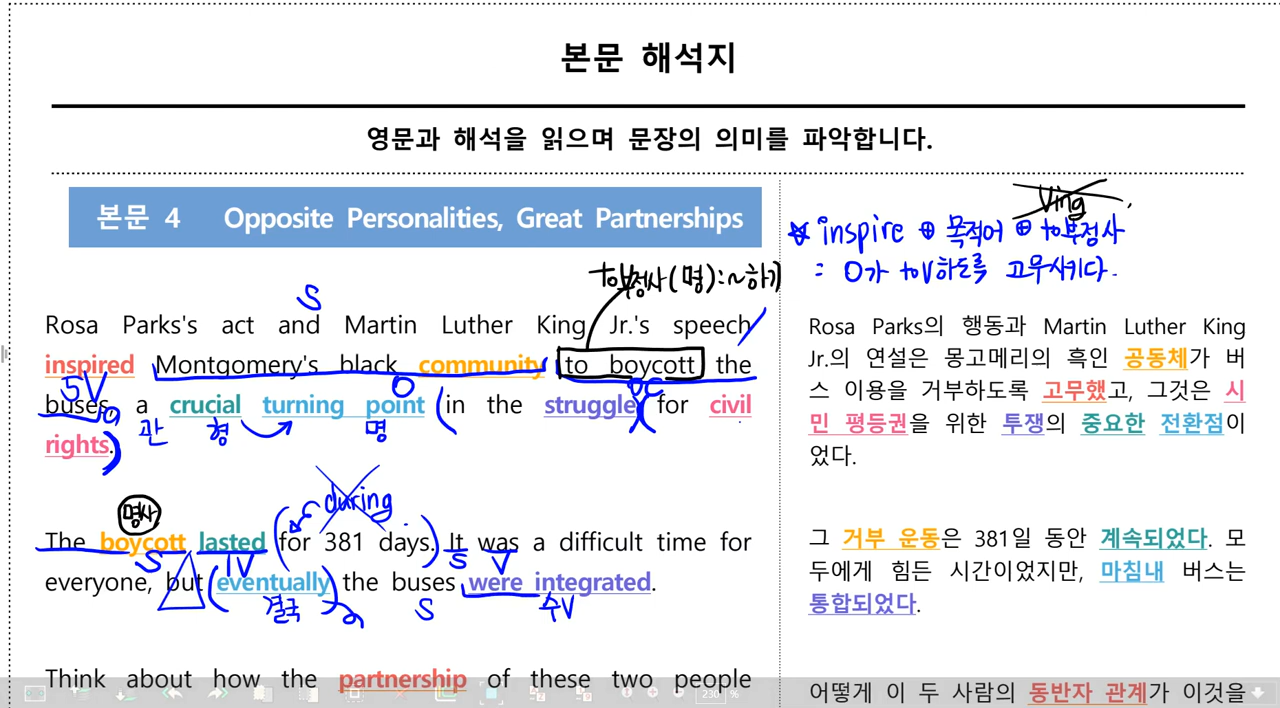 본문 해석지
영문과 해석을 읽으며 문장의 의미를 파악합니다.
본문 4 Opposite Personalities, Great Partnerships
Ving
☆ inspire ⊕ 목적어 ⊕ to부정사
= O가 toV하도록 고무시키다.
to부정사(명):~하기
S
Rosa Parks's act and Martin Luther King Jr.'s speech
inspired Montgomery's black community to boycott the
5V O OC
buses, a crucial turning point (in the struggle)(for civil
관 형 명
rights.)
Rosa Parks의 행동과 Martin Luther King
Jr.의 연설은 몽고메리의 흑인 공동체가 버
스 이용을 거부하도록 고무했고, 그것은 시
민 평등권을 위한 투쟁의 중요한 전환점이
었다.
명사 during
The boycott lasted (for 381 days). It was a difficult time for
S 1V S V
everyone, but (eventually) the buses were integrated.
결국 S 수V
그 거부 운동은 381일 동안 계속되었다. 모
두에게 힘든 시간이었지만, 마침내 버스는
통합되었다.
Think about how the partnership of these two people
어떻게 이 두 사람의 동반자 관계가 이것을
230 %